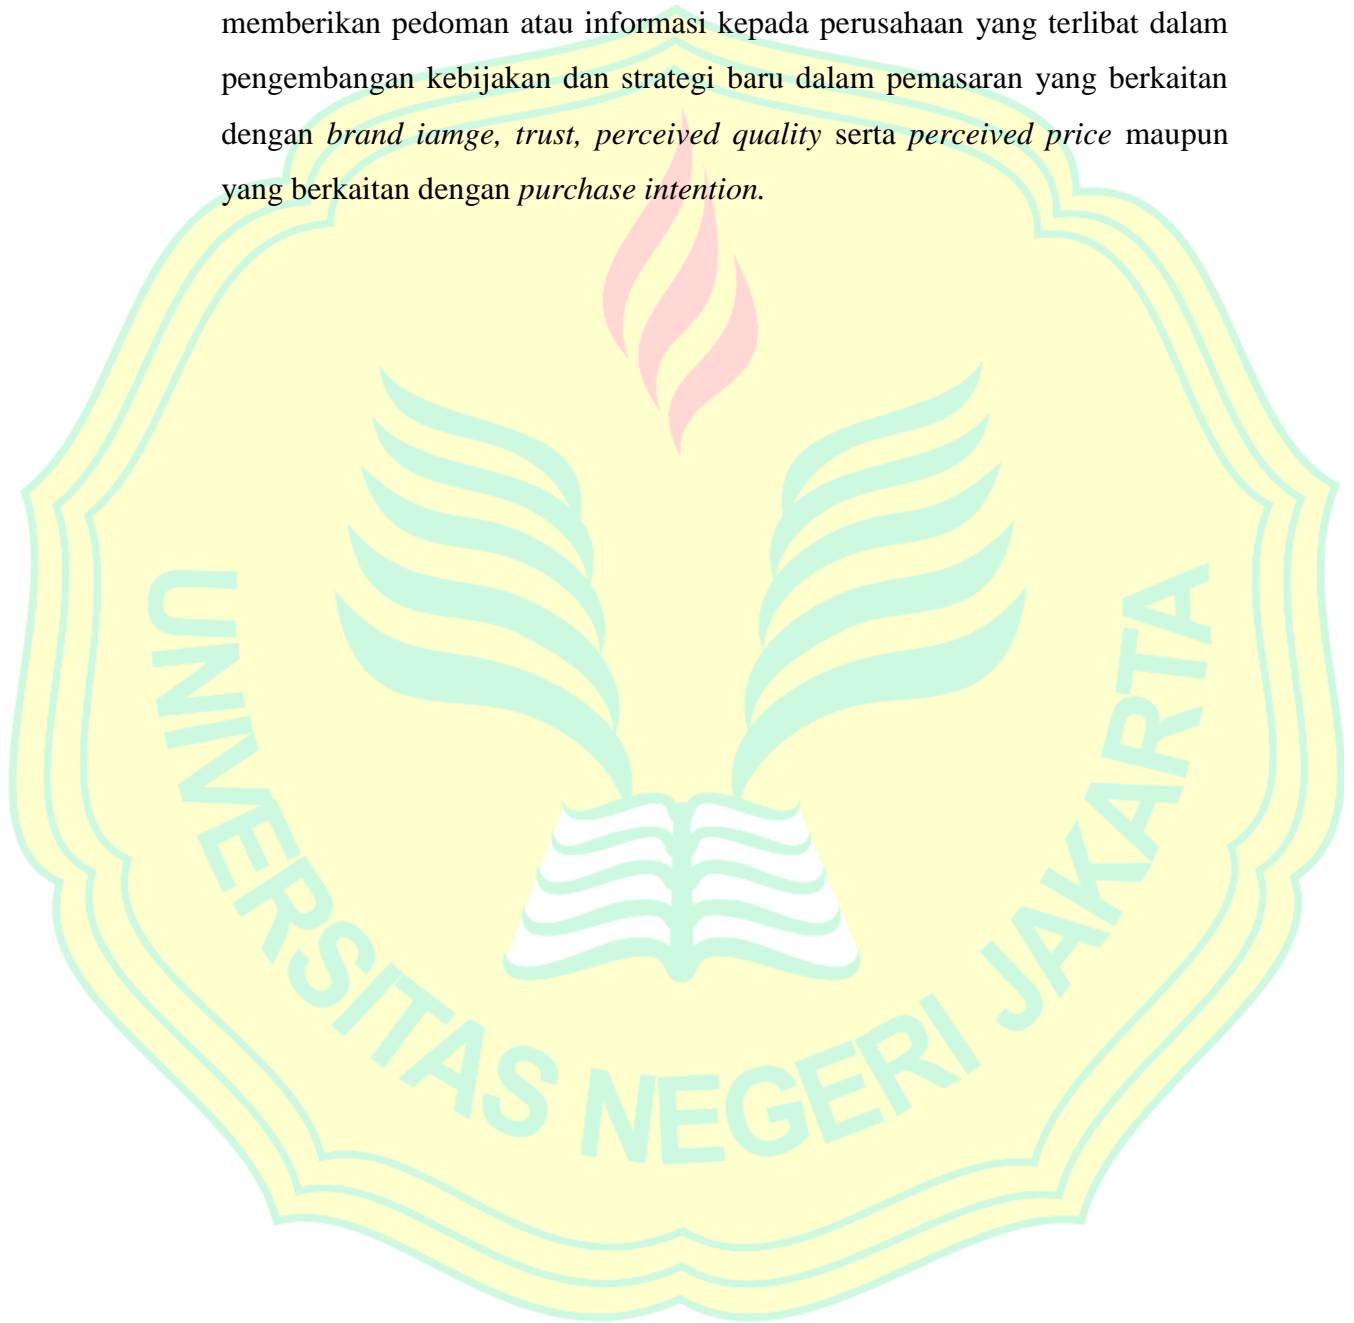 memberikan pedoman atau informasi kepada perusahaan yang terlibat dalam
pengembangan kebijakan dan strategi baru dalam pemasaran yang berkaitan
dengan brand iamge, trust, perceived quality serta perceived price maupun
yang berkaitan dengan purchase intention.
UNIVERSITAS NEGERI JAKARTA